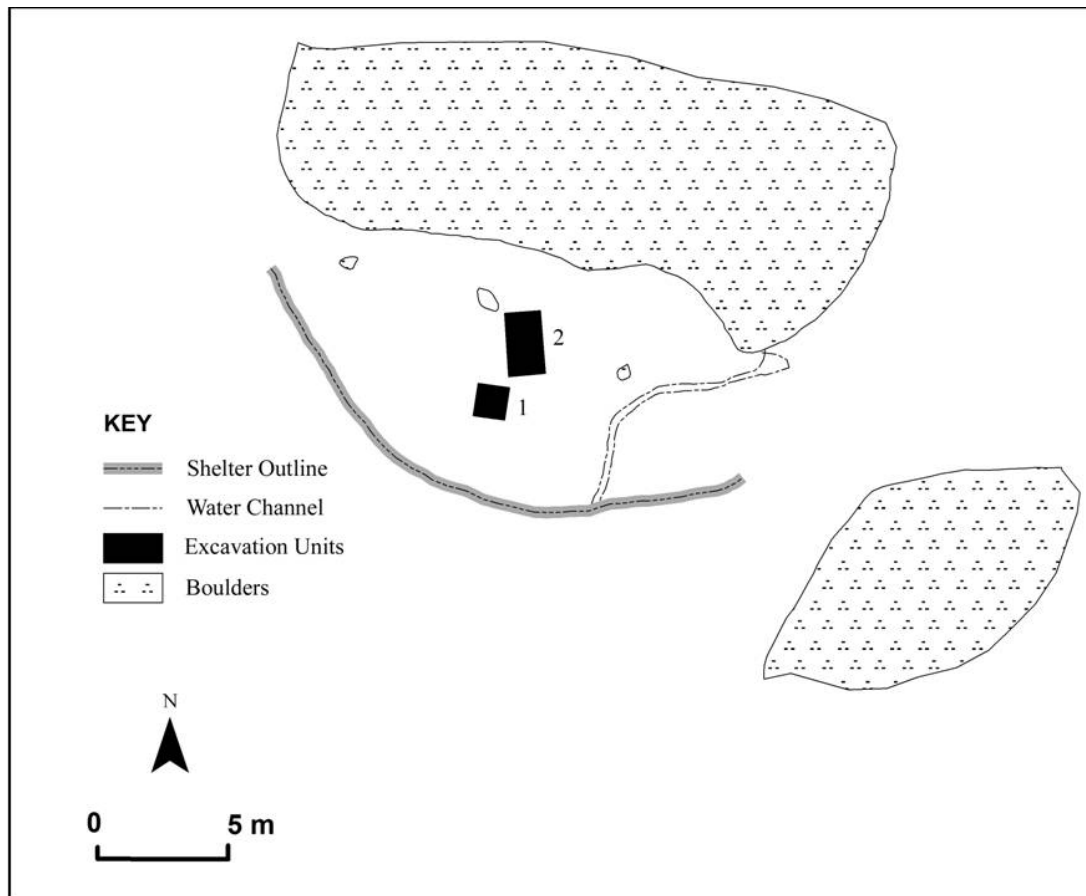 2
1
KEY
Shelter Outline
Water Channel
Excavation Units
Boulders
N
0 5 m